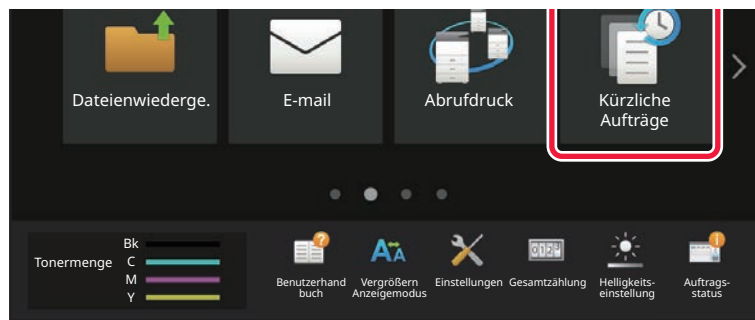 Dateienwiederge.
E-mail
Abrufdruck
Kürzliche
Aufträge
Tonermenge
Bk
C
M
Y
Benutzerhand
buch
Vergrößern
Anzeigemodus
Einstellungen
Gesamtzählung
Helligkeits-
einstellung
Auftrags-
status